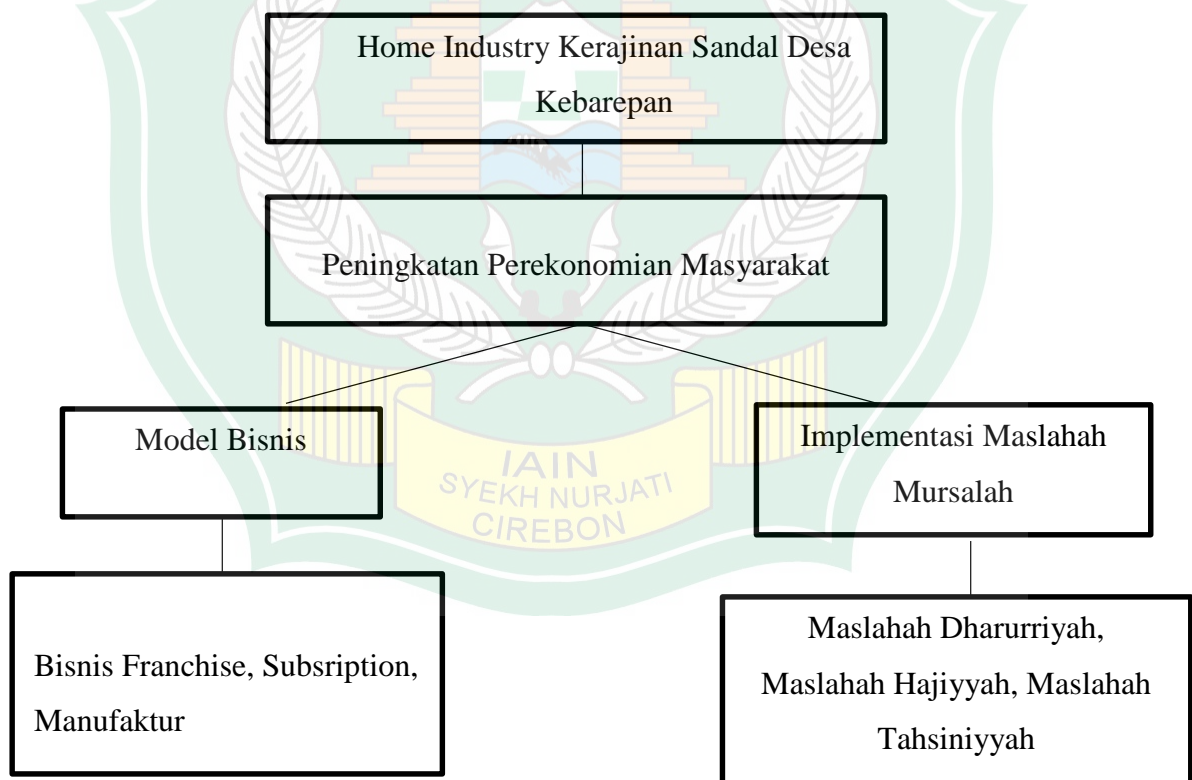 Home Industry Kerajinan Sandal Desa
Kebarepan
Peningkatan Perekonomian Masyarakat
Model Bisnis
Implementasi Maslahah
Mursalah
IAIN
SYEKH NURJATI
CIREBON
Bisnis Franchise, Subsription,
Manufaktur
Maslahah Dharurriyah,
Maslahah Hajiyyah, Maslahah
Tahsiniyyah